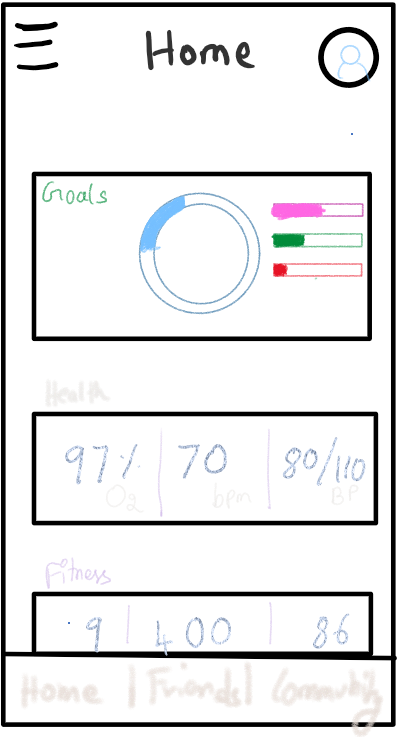 Home
Goals
Health
97% | 70 | 80/110
O2 bpm BP
Fitness
9 | 400 | 86
Home | Friends | Community